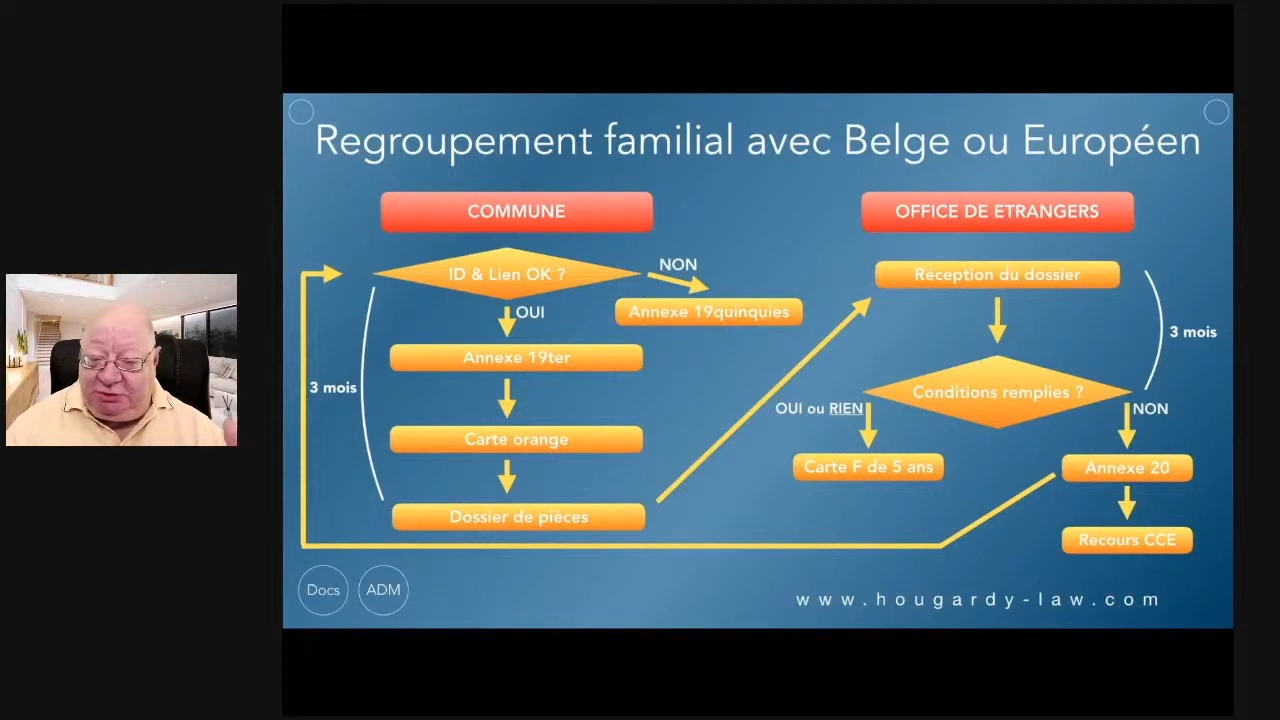 Regroupement familial avec Belge ou Européen
COMMUNE
ID & Lien OK ?
NON
Annexe 19quinquies
OUI
Annexe 19ter
3 mois
Carte orange
Dossier de pièces
OFFICE DE ETRANGERS
Réception du dossier
3 mois
Conditions remplies ?
OUI ou RIEN
NON
Carte F de 5 ans
Annexe 20
Recours CCE
Docs
ADM
www.hougardy-law.com